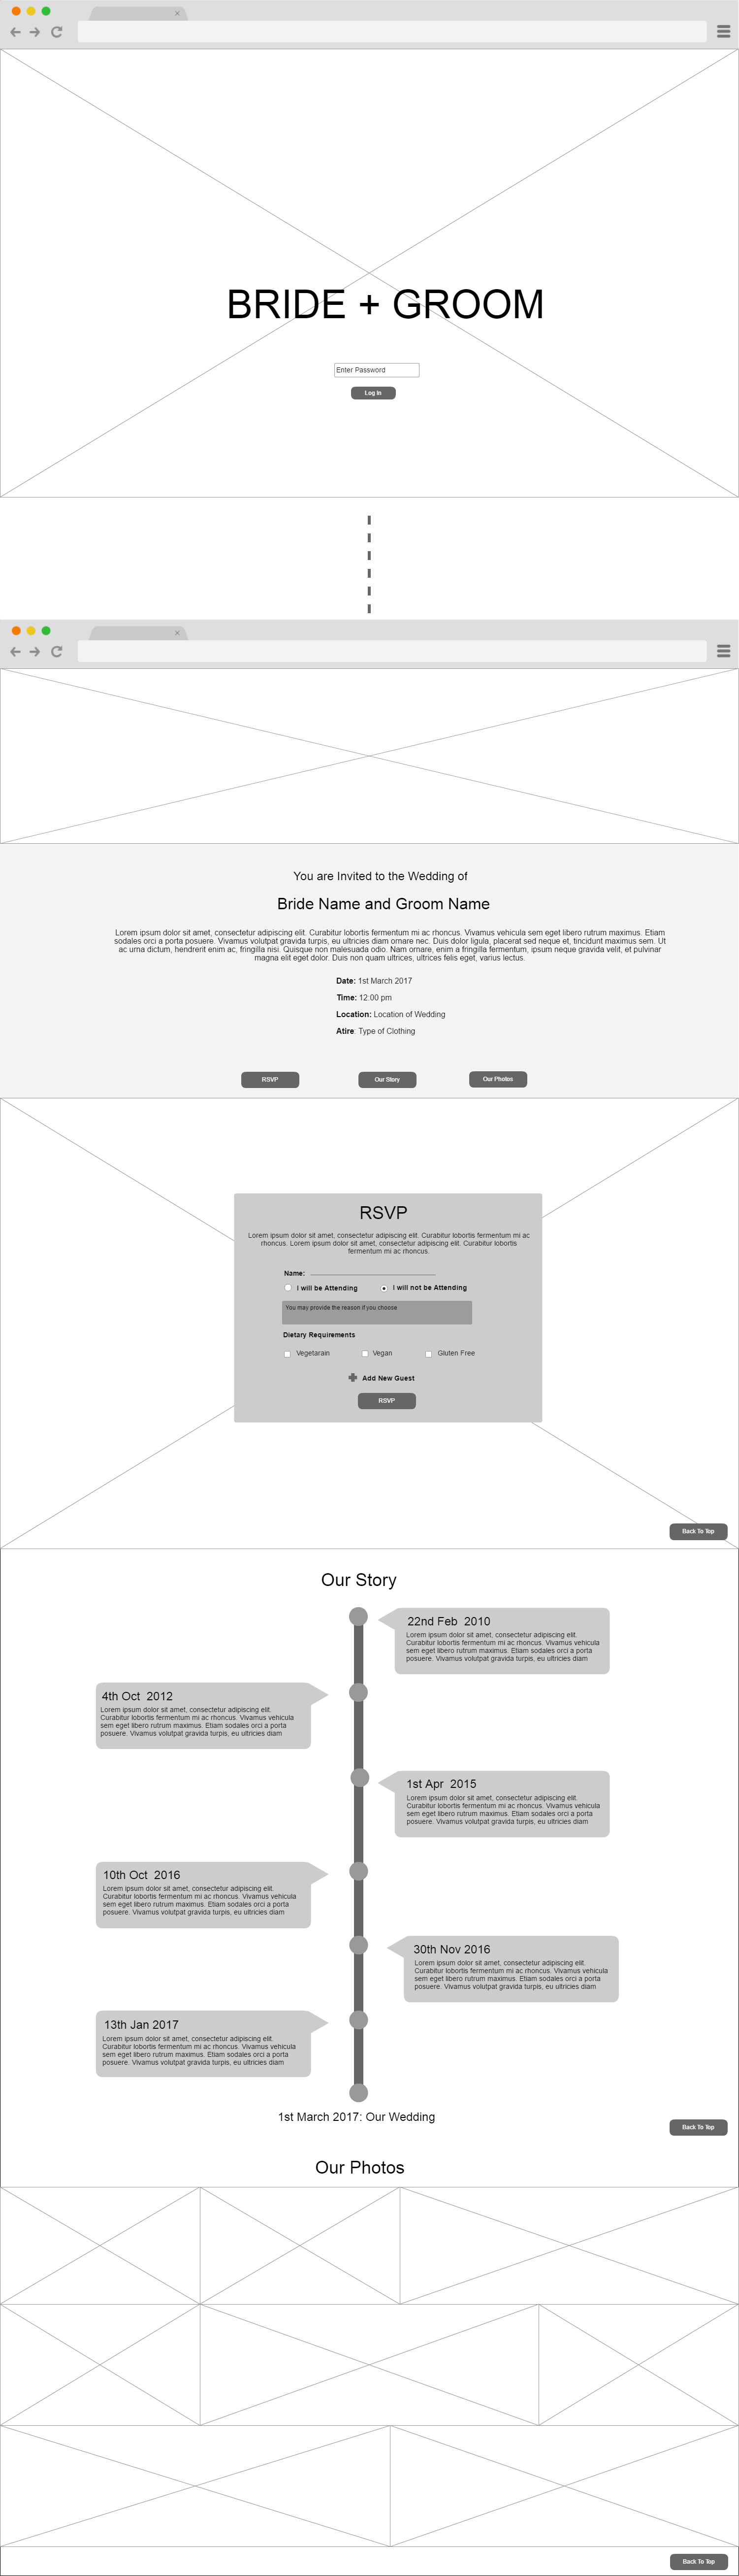 BRIDE + GROOM
Enter Password
Log In
You are Invited to the Wedding of
Bride Name and Groom Name
Lorem ipsum dolor sit amet, consectetur adipiscing elit. Curabitur lobortis fermentum mi ac rhoncus. Vivamus vehicula sem eget libero rutrum maximus. Etiam
sodales orci a porta posuere. Vivamus volutpat gravida turpis, eu ultricies diam ornare nec. Duis dolor ligula, placerat sed neque et, tincidunt maximus sem. Ut
ac urna dictum, hendrerit enim ac, fringilla nisi. Quisque non malesuada odio. Nam ornare, enim a fringilla fermentum, ipsum neque gravida velit, et pulvinar
magna elit eget dolor. Duis non quam ultrices, ultrices felis eget, varius lectus.
Date: 1st March 2017
Time: 12:00 pm
Location: Location of Wedding
Atire: Type of Clothing
RSVP
Our Story
Our Photos
RSVP
Lorem ipsum dolor sit amet, consectetur adipiscing elit. Curabitur lobortis fermentum mi ac
rhoncus. Lorem ipsum dolor sit amet, consectetur adipiscing elit. Curabitur lobortis
fermentum mi ac rhoncus.
Name:
I will be Attending
I will not be Attending
You may provide the reason if you choose
Dietary Requirements
Vegetarain
Vegan
Gluten Free
Add New Guest
RSVP
Back To Top
Our Story
22nd Feb 2010
Lorem ipsum dolor sit amet, consectetur adipiscing elit.
Curabitur lobortis fermentum mi ac rhoncus. Vivamus vehicula
sem eget libero rutrum maximus. Etiam sodales orci a porta
posuere. Vivamus volutpat gravida turpis, eu ultricies diam
4th Oct 2012
Lorem ipsum dolor sit amet, consectetur adipiscing elit.
Curabitur lobortis fermentum mi ac rhoncus. Vivamus vehicula
sem eget libero rutrum maximus. Etiam sodales orci a porta
posuere. Vivamus volutpat gravida turpis, eu ultricies diam
1st Apr 2015
Lorem ipsum dolor sit amet, consectetur adipiscing elit.
Curabitur lobortis fermentum mi ac rhoncus. Vivamus vehicula
sem eget libero rutrum maximus. Etiam sodales orci a porta
posuere. Vivamus volutpat gravida turpis, eu ultricies diam
10th Oct 2016
Lorem ipsum dolor sit amet, consectetur adipiscing elit.
Curabitur lobortis fermentum mi ac rhoncus. Vivamus vehicula
sem eget libero rutrum maximus. Etiam sodales orci a porta
posuere. Vivamus volutpat gravida turpis, eu ultricies diam
30th Nov 2016
Lorem ipsum dolor sit amet, consectetur adipiscing elit.
Curabitur lobortis fermentum mi ac rhoncus. Vivamus vehicula
sem eget libero rutrum maximus. Etiam sodales orci a porta
posuere. Vivamus volutpat gravida turpis, eu ultricies diam
13th Jan 2017
Lorem ipsum dolor sit amet, consectetur adipiscing elit.
Curabitur lobortis fermentum mi ac rhoncus. Vivamus vehicula
sem eget libero rutrum maximus. Etiam sodales orci a porta
posuere. Vivamus volutpat gravida turpis, eu ultricies diam
1st March 2017: Our Wedding
Back To Top
Our Photos
Back To Top